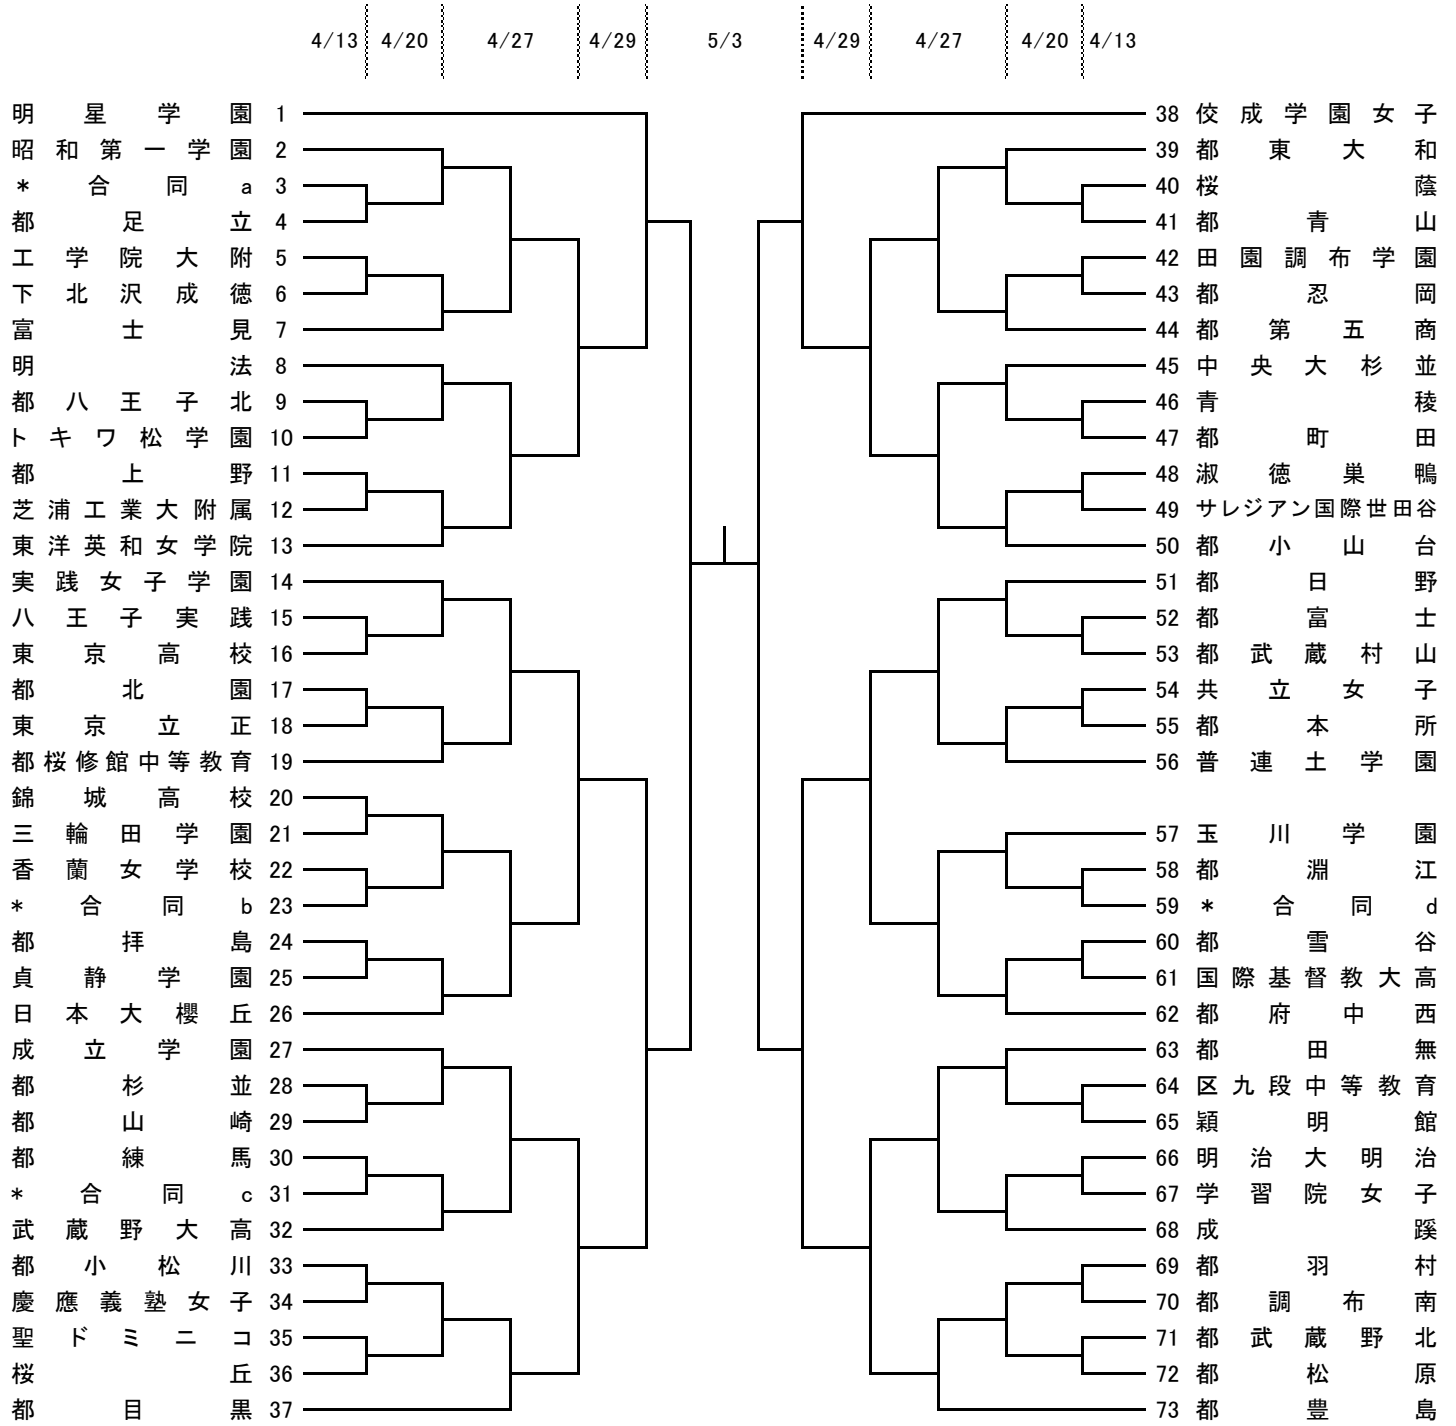 4/13 4/20 4/27 4/29 5/3 4/29 4/27 4/20 4/13
明星学園 1
昭和第一学園 2
*合同a 3
都足立 4
工学院大附 5
下北沢成徳 6
富士見 7
明法 8
都八王子北 9
トキワ松学園 10
都上野 11
芝浦工業大附属 12
東洋英和女学院 13
実践女子学園 14
八王子実践 15
東京高校 16
都北園 17
東京立正 18
都桜修館中等教育 19
錦城高校 20
三輪田学園 21
香蘭女学校 22
*合同b 23
都拝島 24
貞静学園 25
日本大櫻丘 26
成立学園 27
都杉並 28
都山崎 29
都練馬 30
*合同c 31
武蔵野大高 32
都小松川 33
慶應義塾女子 34
聖ドミニコ 35
桜丘 36
都目黒 37
38 佼成学園女子
39 都東大和
40 桜蔭
41 都青山
42 田園調布学園
43 都忍岡
44 都第五商
45 中央大杉並
46 青稜
47 都町田
48 淑徳巣鴨
49 サレジアン国際世田谷
50 都小山台
51 都日野
52 都富士
53 都武蔵村山
54 共立女子
55 都本所
56 普連土学園
57 玉川学園
58 都淵江
59 *合同d
60 都雪谷
61 国際基督教大高
62 都府中西
63 都田無
64 区九段中等教育
65 穎明館
66 明治大明治
67 学習院女子
68 成蹊
69 都羽村
70 都調布南
71 都武蔵野北
72 都松原
73 都豊島